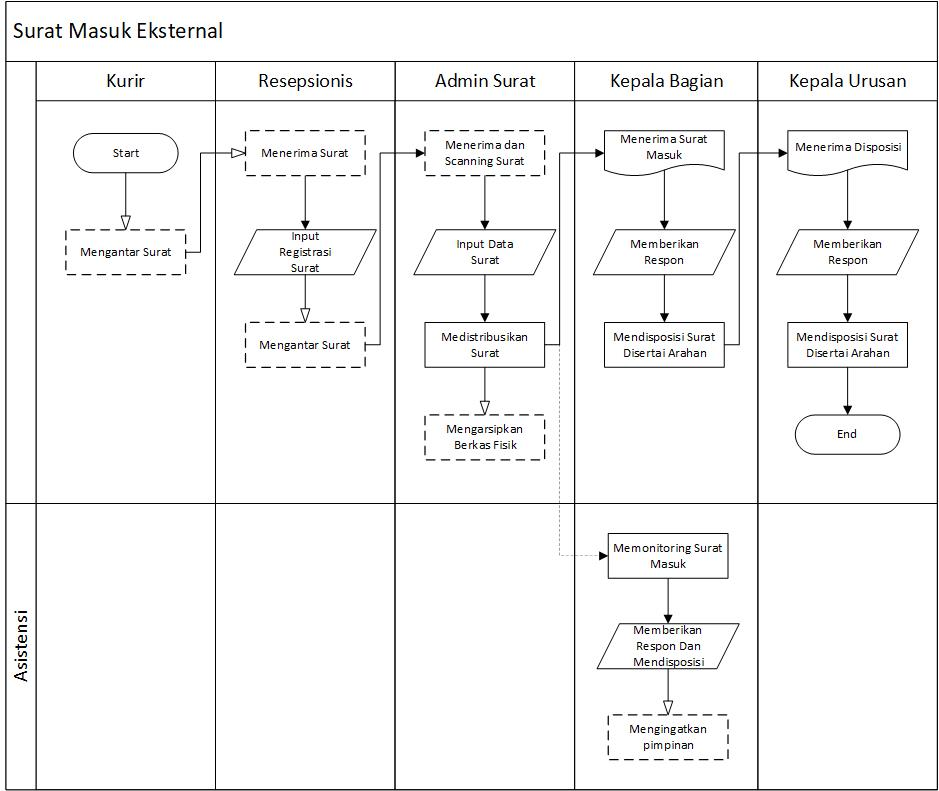 Surat Masuk Eksternal
Kurir
Resepsionis
Admin Surat
Kepala Bagian
Kepala Urusan
Start
Mengantar Surat
Menerima Surat
Input
Registrasi
Surat
Mengantar Surat
Menerima dan
Scanning Surat
Input Data
Surat
Medistribusikan
Surat
Mengarsipkan
Berkas Fisik
Menerima Surat
Masuk
Memberikan
Respon
Mendisposisi Surat
Disertai Arahan
Menerima Disposisi
Memberikan
Respon
Mendisposisi Surat
Disertai Arahan
End
Asistensi
Memonitoring Surat
Masuk
Memberikan
Respon Dan
Mendisposisi
Mengingatkan
pimpinan